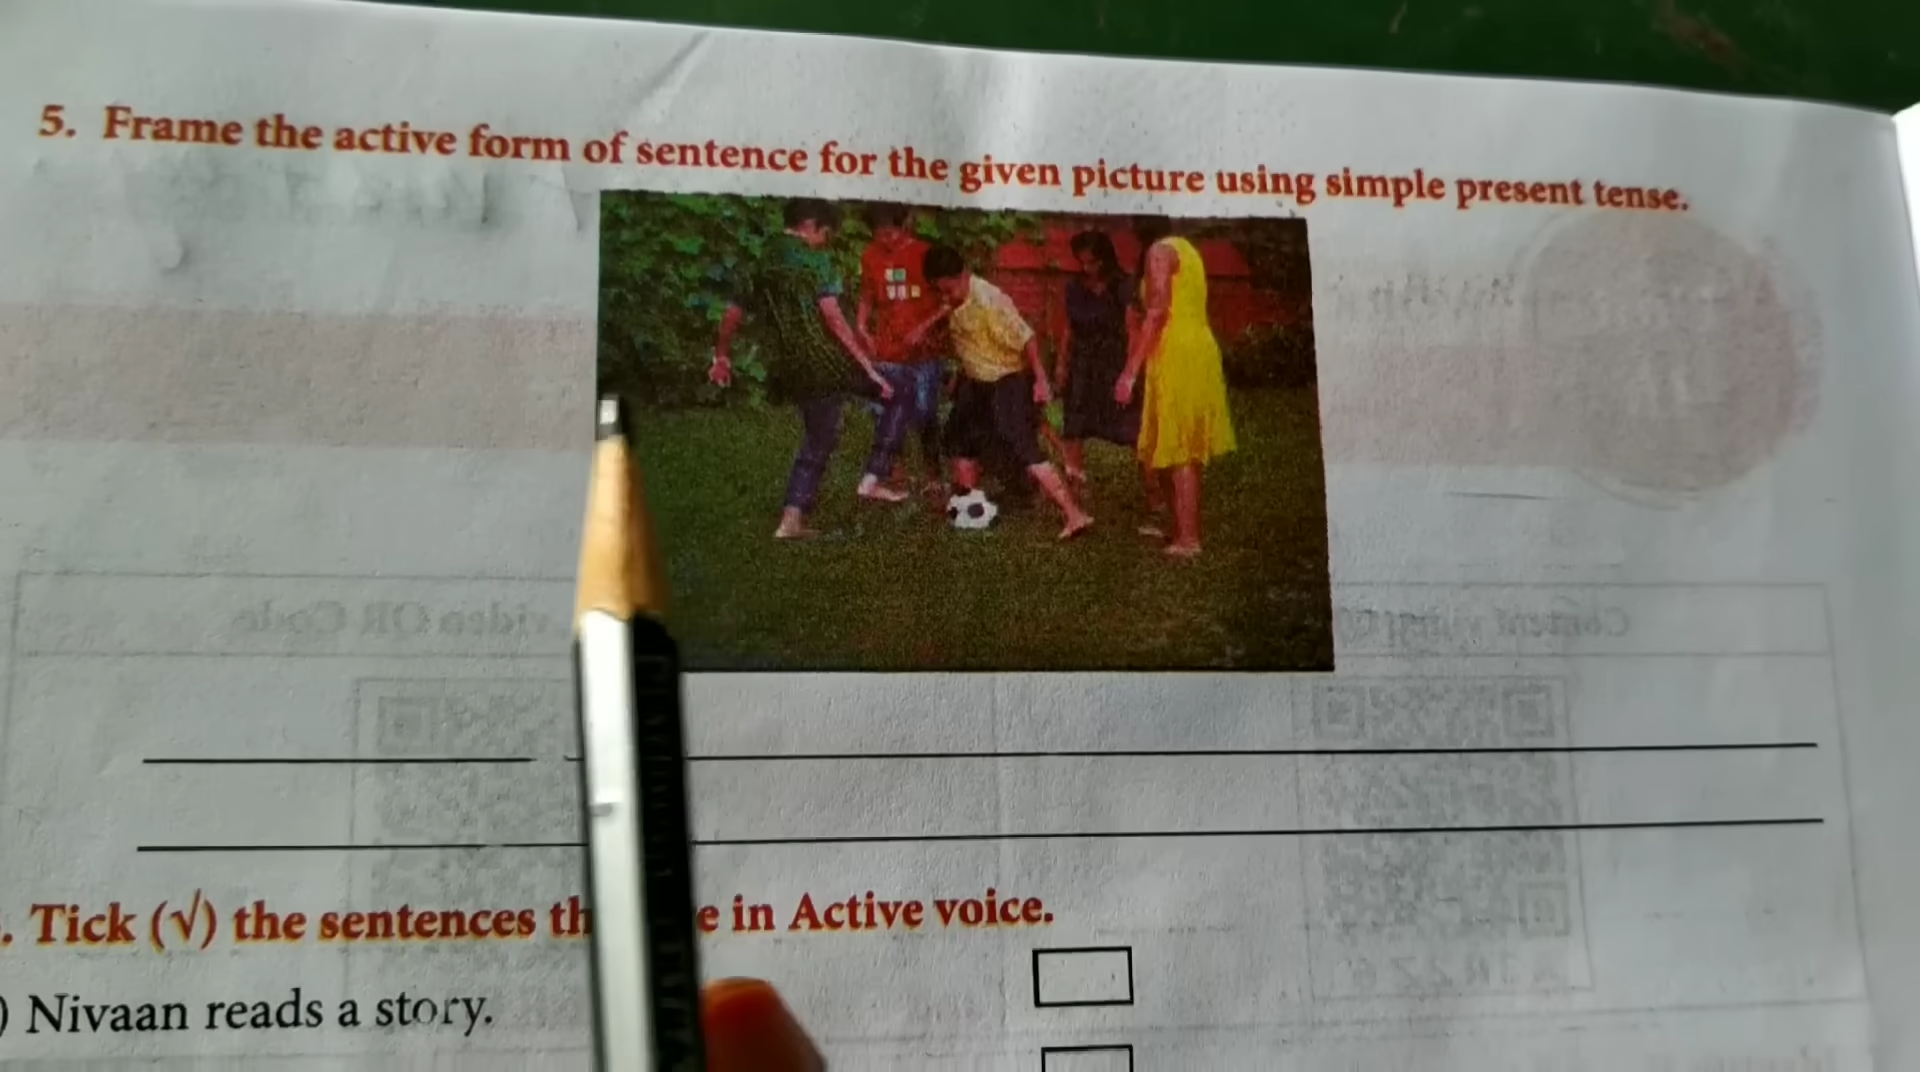 5. Frame the active form of sentence for the given picture using simple present tense.
. Tick (√) the sentences th e in Active voice.
) Nivaan reads a story.